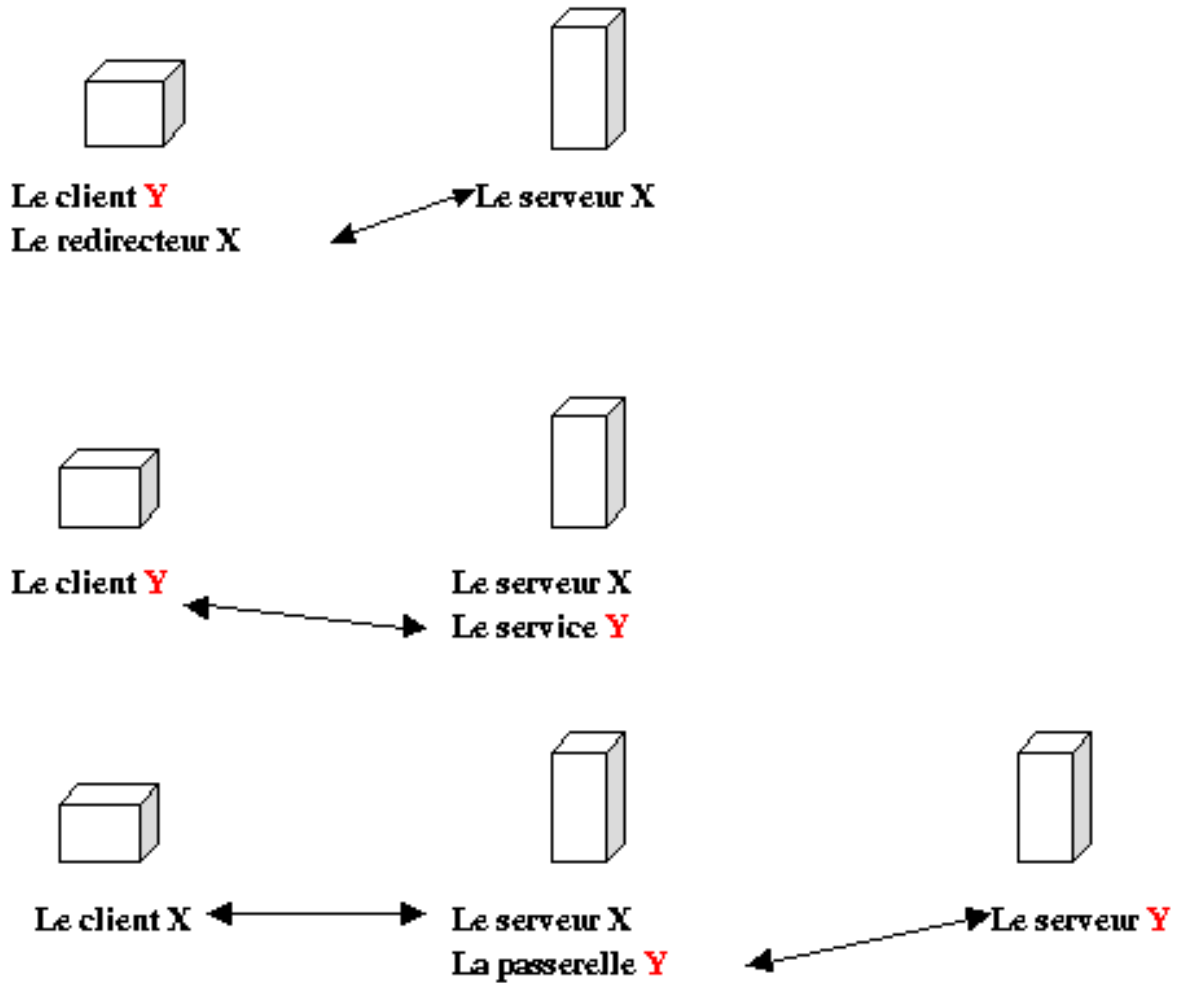 Le client Y
Le serveur X
Le redirecteur X
Le client Y
Le serveur X
Le service Y
Le client X
Le serveur X
Le serveur Y
La passerelle Y